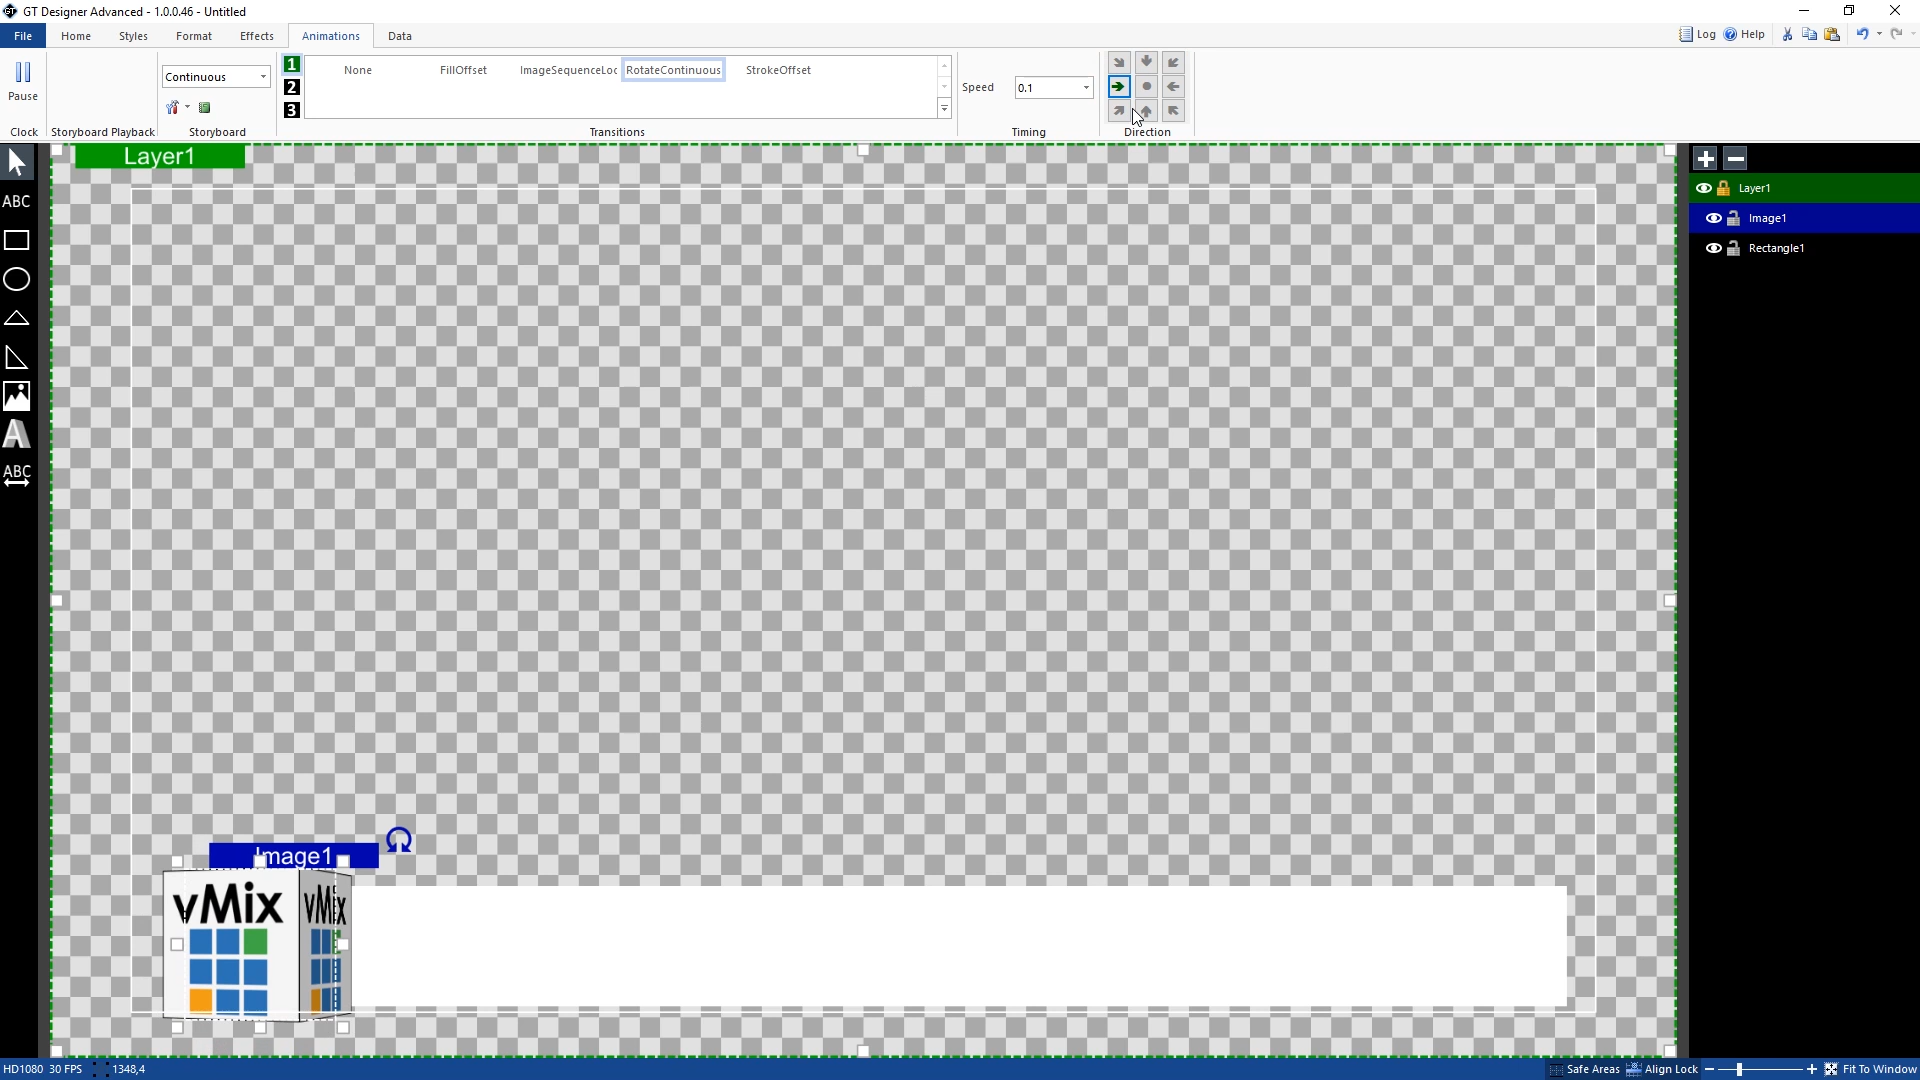 GT Designer Advanced - 1.0.0.46 - Untitled
File Home Styles Format Effects Animations Data Log Help
Pause
Clock
Storyboard Playback
Continuous
Storyboard
1
2
3
None FillOffset ImageSequenceLoc RotateContinuous StrokeOffset
Transitions
Speed 0.1
Timing
Direction
Layer1
ABC
ABC
Layer1
Image1
Rectangle1
Image1
vMix
vMix
HD1080 30 FPS 1348,4 Safe Areas Align Lock Fit To Window